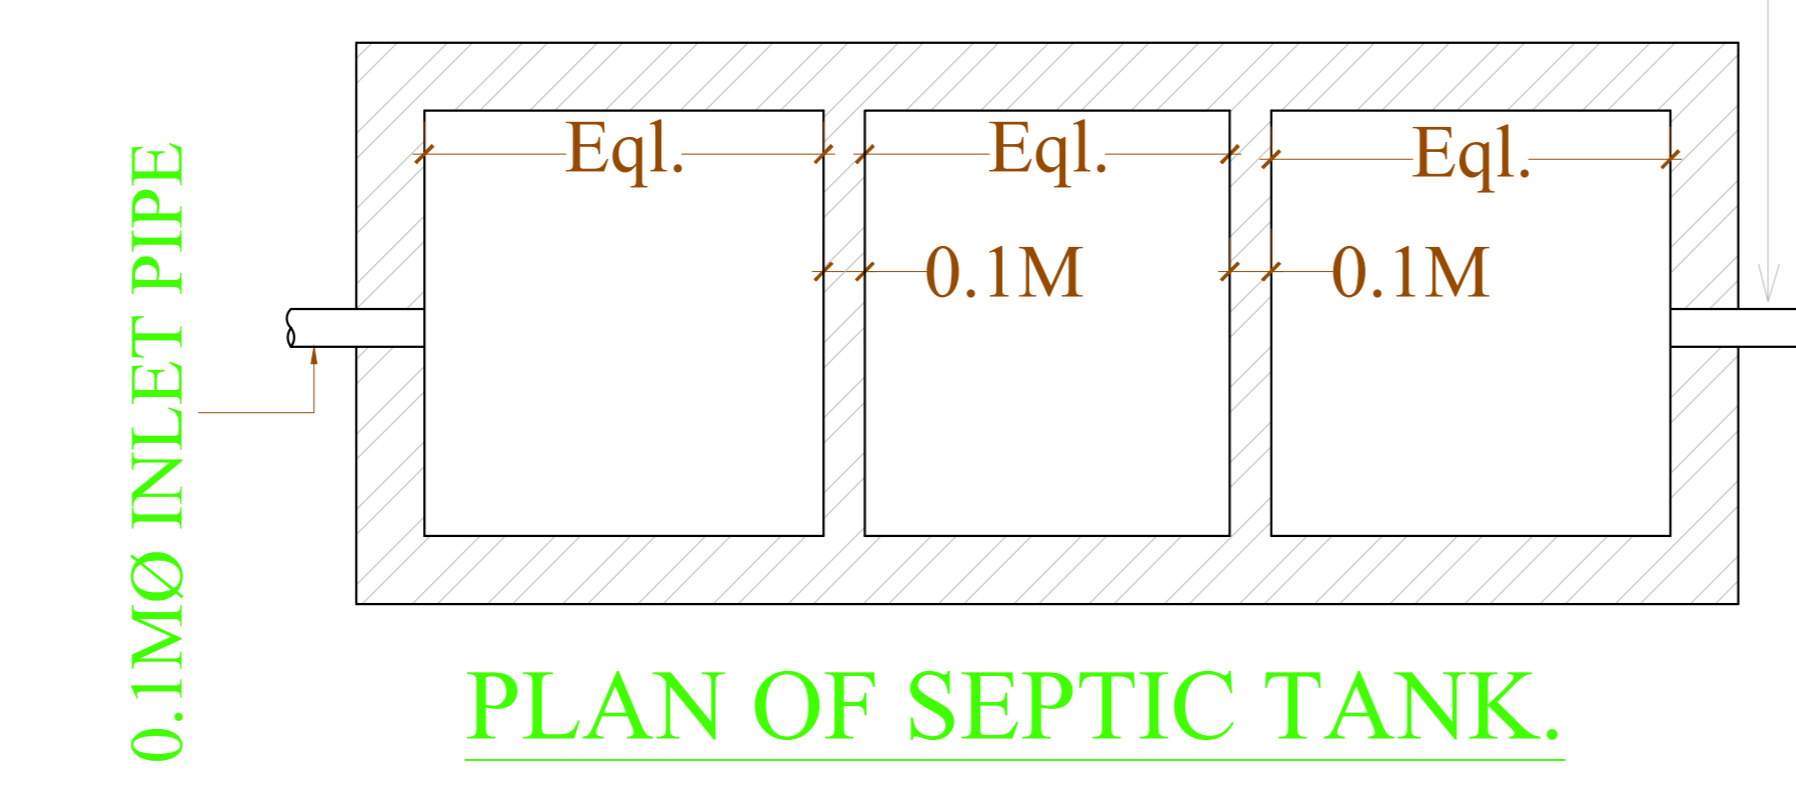 Eql.
Eql.
Eql.
0.1M
0.1M
0.1MØ INLET PIPE
PLAN OF SEPTIC TANK.